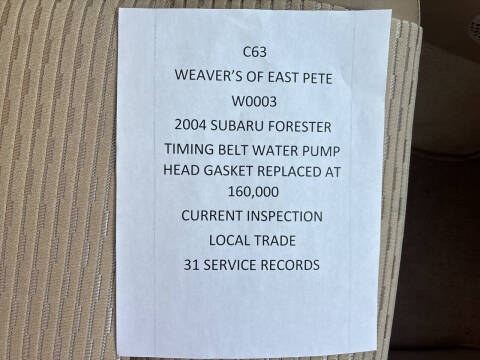 C63
WEAVER'S OF EAST PETE
W0003
2004 SUBARU FORESTER
TIMING BELT WATER PUMP
HEAD GASKET REPLACED AT
160,000
CURRENT INSPECTION
LOCAL TRADE
31 SERVICE RECORDS